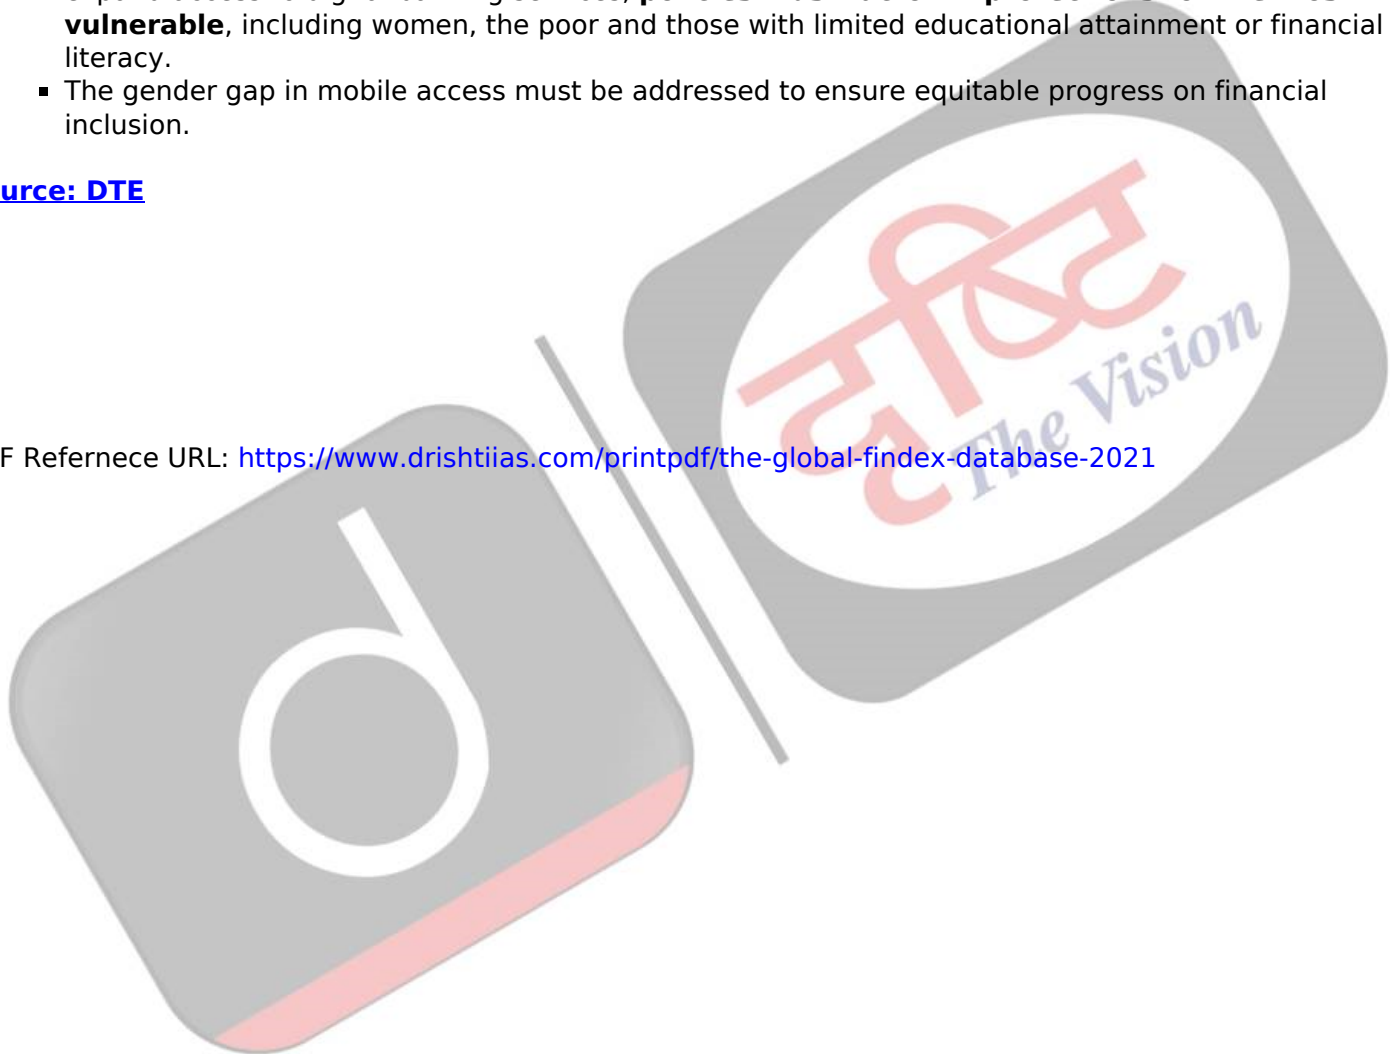 vulnerable, including women, the poor and those with limited educational attainment or financial
literacy.
▪ The gender gap in mobile access must be addressed to ensure equitable progress on financial
inclusion.
urce: DTE
दृष्टि
The Vision
F Refernece URL: https://www.drishtiias.com/printpdf/the-global-findex-database-2021
d